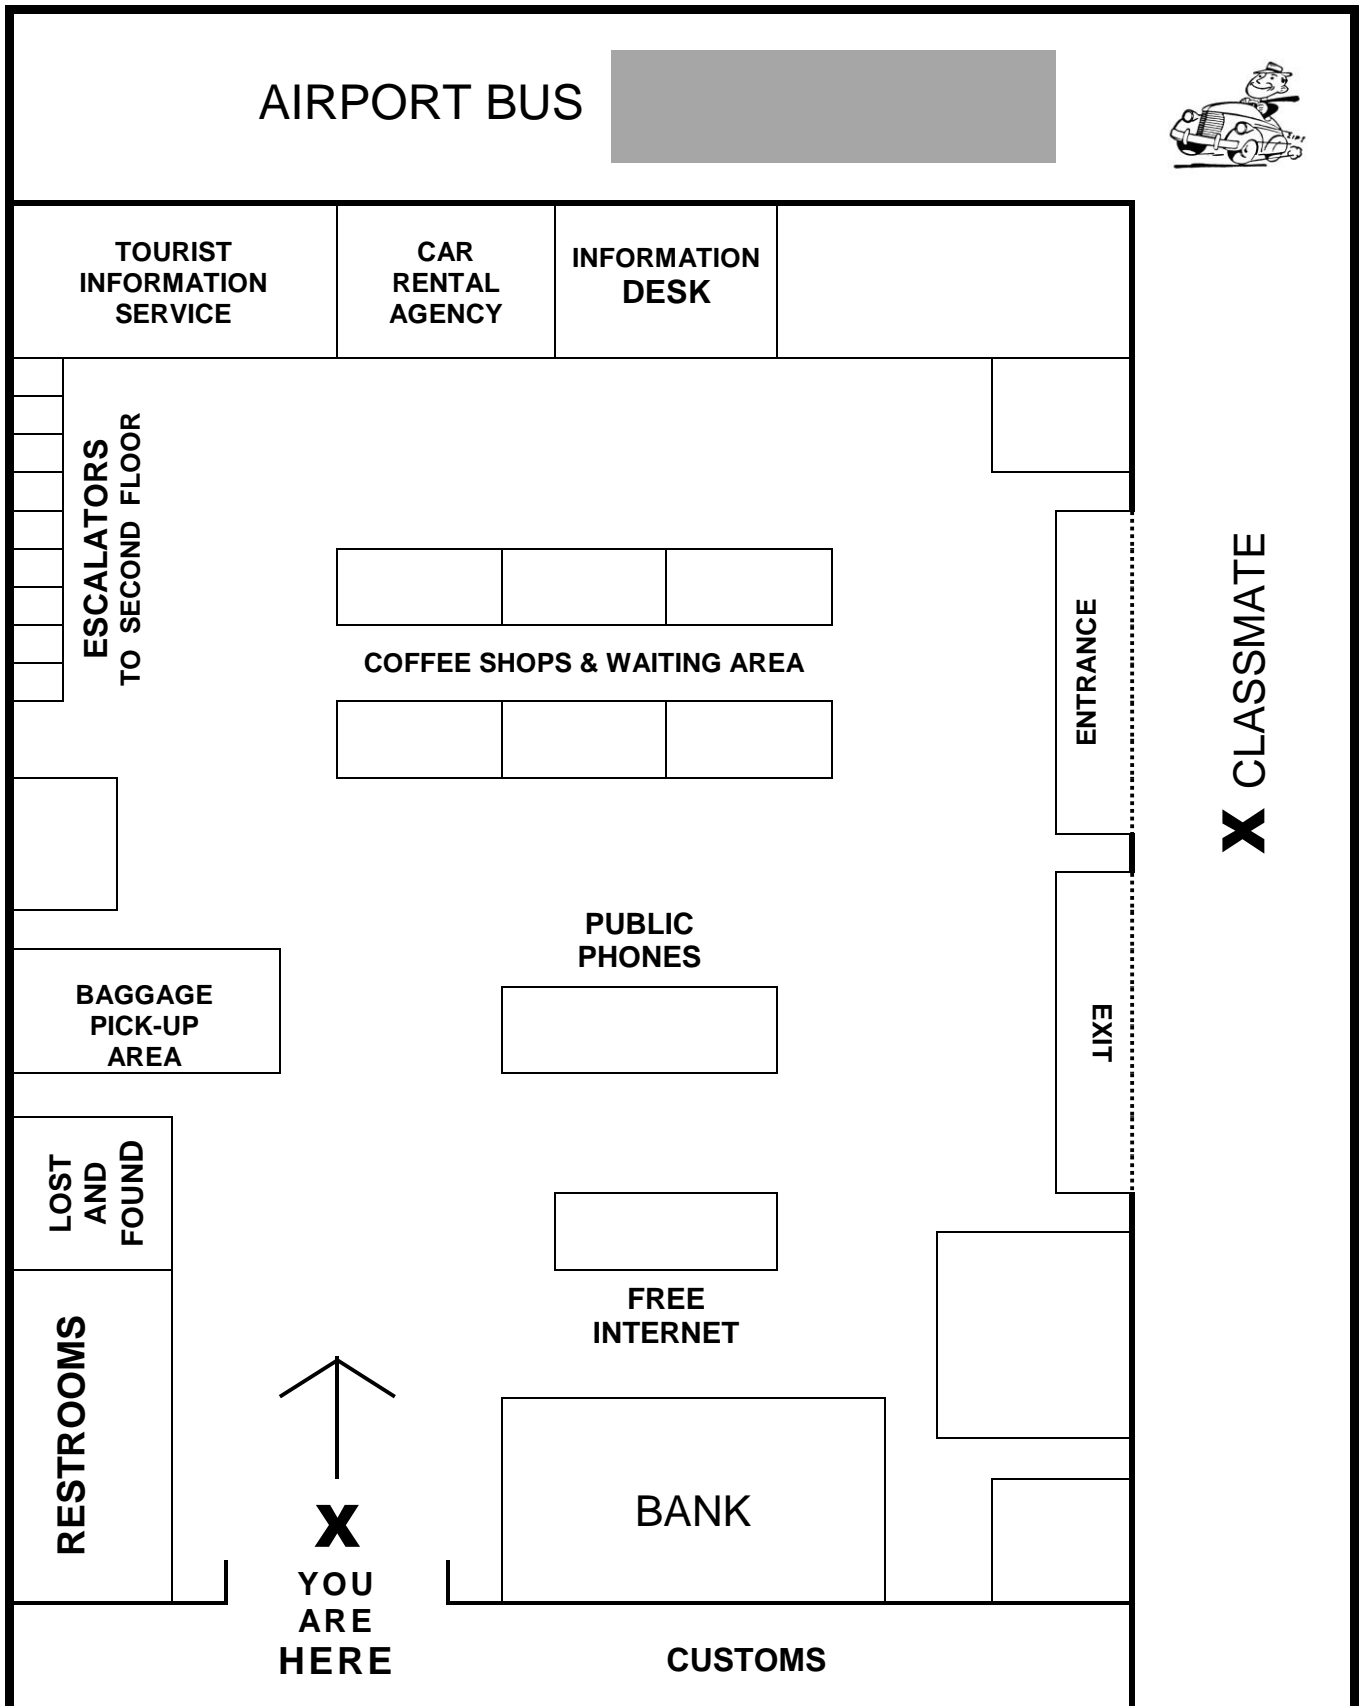 AIRPORT BUS
TOURIST
INFORMATION
SERVICE
CAR
RENTAL
AGENCY
INFORMATION
DESK
ESCALATORS
TO SECOND FLOOR
COFFEE SHOPS & WAITING AREA
ENTRANCE
X CLASSMATE
PUBLIC
PHONES
BAGGAGE
PICK-UP
AREA
EXIT
LOST
AND
FOUND
FREE
INTERNET
RESTROOMS
BANK
X
YOU
ARE
HERE
CUSTOMS